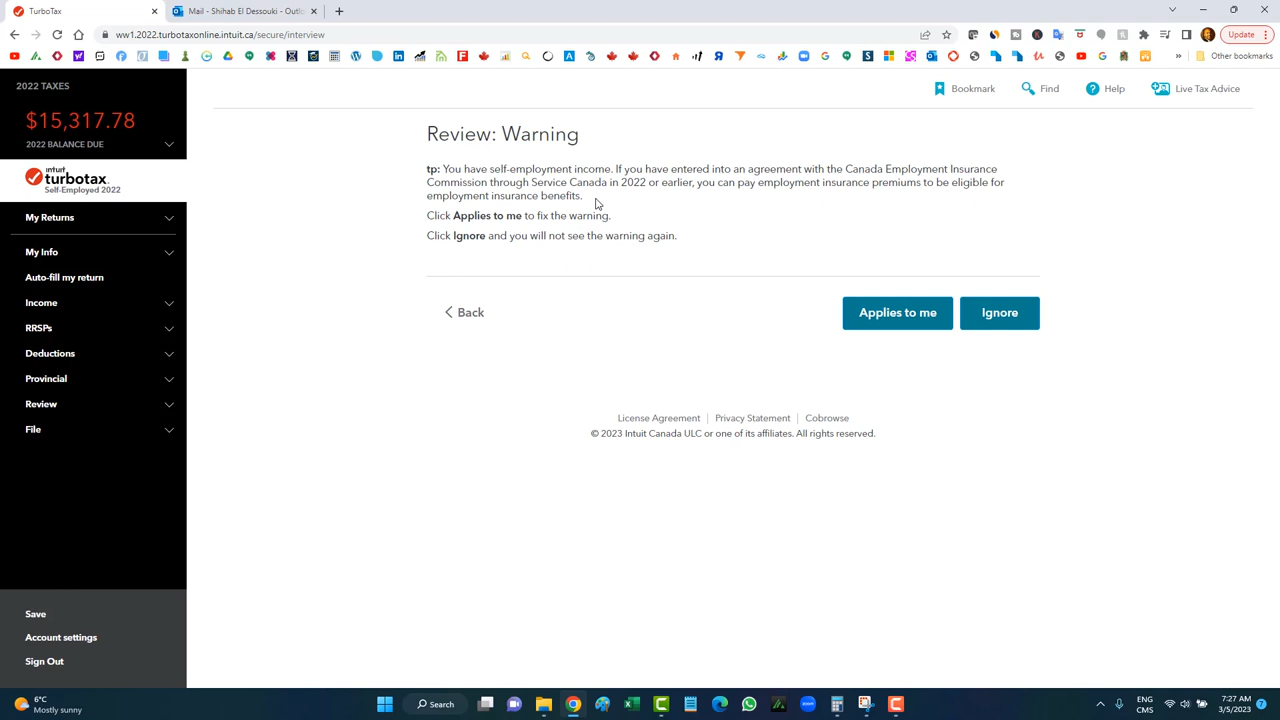 TurboTax
Mail - Shihab El Dessouki - Outlo
ww1.2022.turbotaxonline.intuit.ca/secure/interview
Update
Other bookmarks
2022 TAXES
$15,317.78
2022 BALANCE DUE
intuit
turbotax
Self-Employed 2022
My Returns
My Info
Auto-fill my return
Income
RRSPs
Deductions
Provincial
Review
File
Save
Account settings
Sign Out
Bookmark
Find
Help
Live Tax Advice
Review: Warning
tp: You have self-employment income. If you have entered into an agreement with the Canada Employment Insurance
Commission through Service Canada in 2022 or earlier, you can pay employment insurance premiums to be eligible for
employment insurance benefits.
Click Applies to me to fix the warning.
Click Ignore and you will not see the warning again.
Back
Applies to me
Ignore
License Agreement
Privacy Statement
Cobrowse
© 2023 Intuit Canada ULC or one of its affiliates. All rights reserved.
6°C
Mostly sunny
Search
ENG
CMS
7:27 AM
3/5/2023